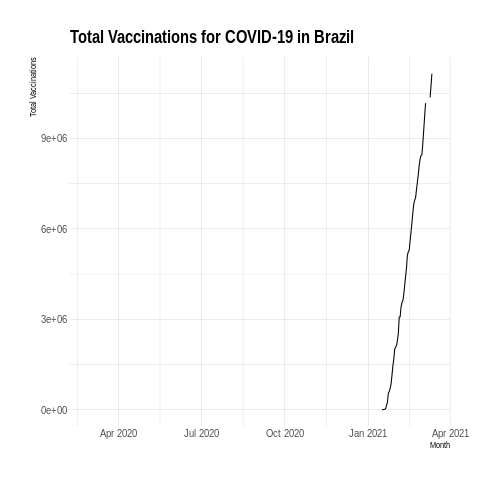 Total Vaccinations for COVID-19 in Brazil
Total Vaccinations
9e+06
6e+06
3e+06
0e+00
Apr 2020 Jul 2020 Oct 2020 Jan 2021 Apr 2021
Month